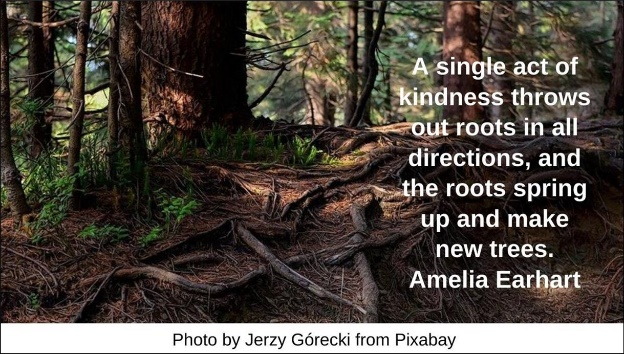 A single act of
kindness throws
out roots in all
directions, and
the roots spring
up and make
new trees.
Amelia Earhart
Photo by Jerzy Górecki from Pixabay